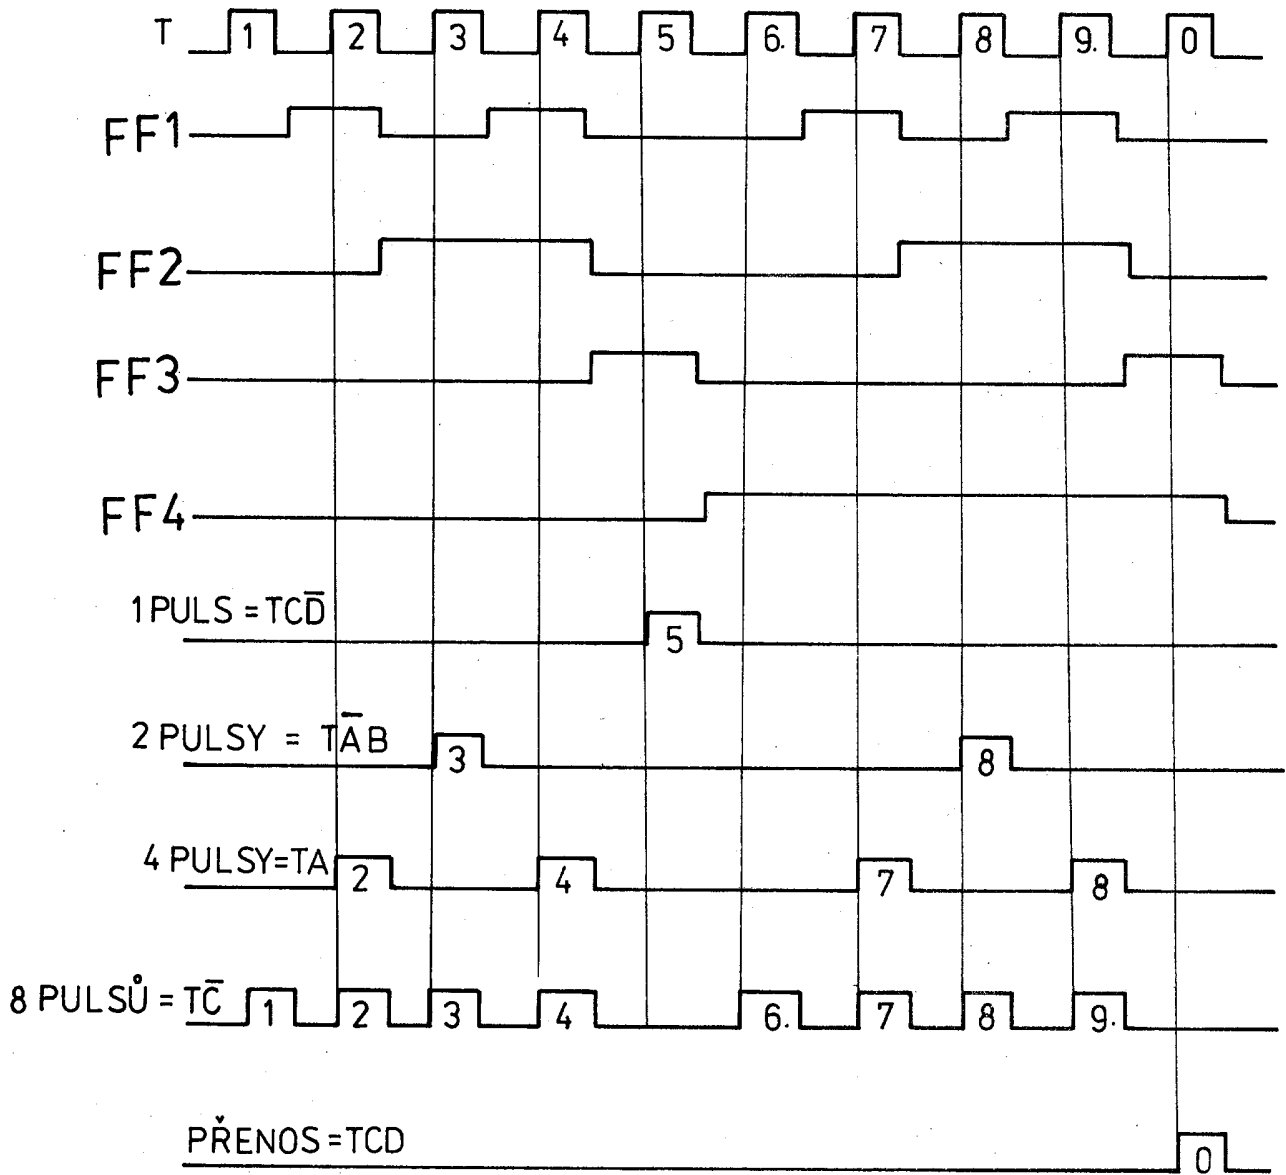 T 1 2 3 4 5 6. 7 8 9. 0
FF1
FF2
FF3
FF4
1 PULS = TCD̅
5
2 PULSY = TA̅B
3 8
4 PULSY=TA
2 4 7 8
8 PULSŮ = TC̅
1 2 3 4 6. 7 8 9.
PŘENOS=TCD
0